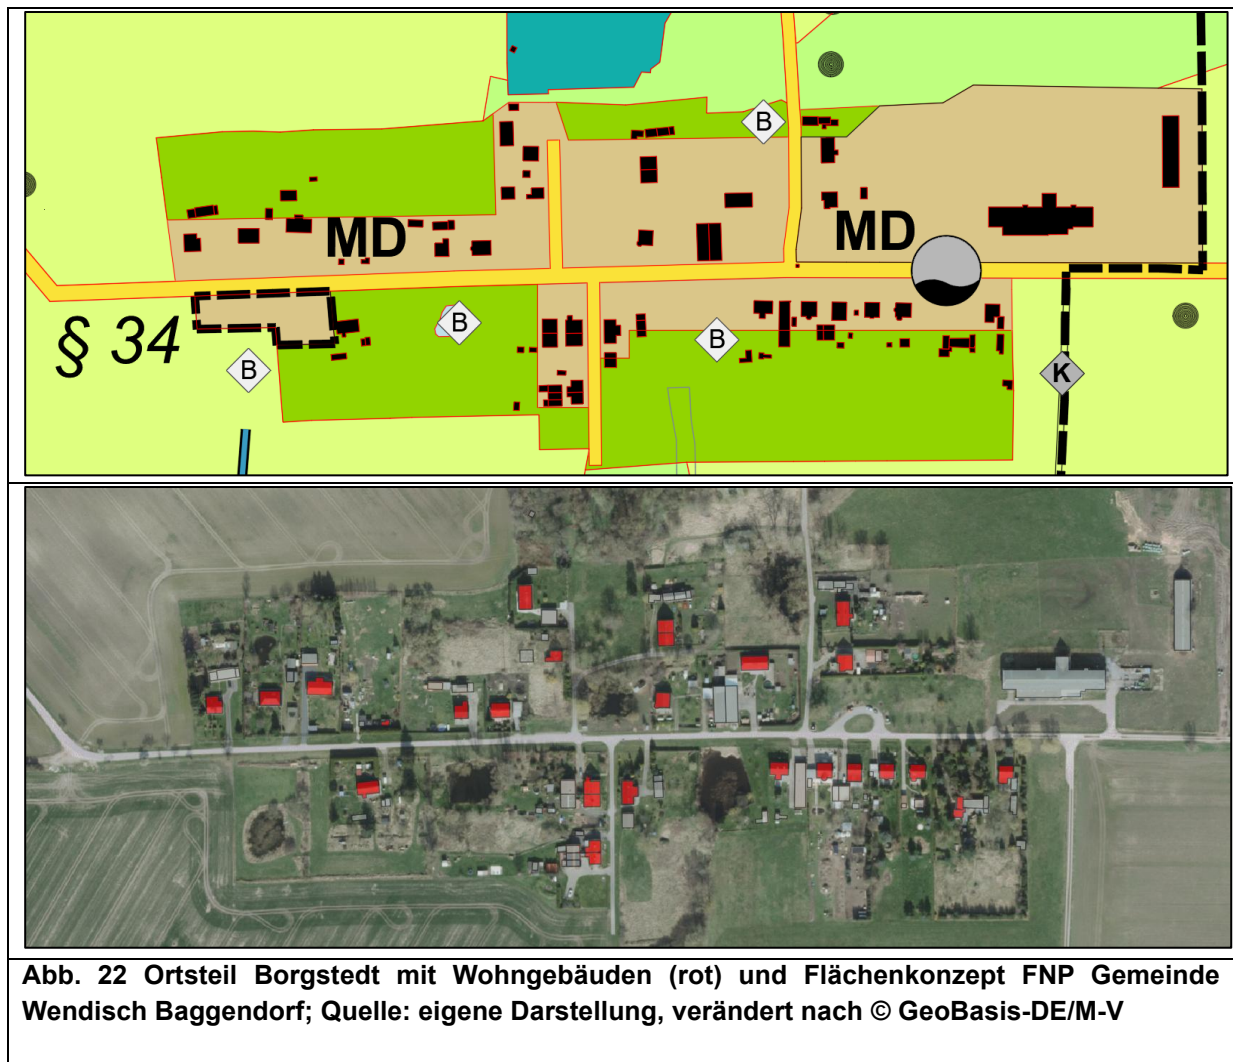 B
MD
MD
§ 34
B
B
B
K
Abb. 22 Ortsteil Borgstedt mit Wohngebäuden (rot) und Flächenkonzept FNP Gemeinde
Wendisch Baggendorf; Quelle: eigene Darstellung, verändert nach © GeoBasis-DE/M-V